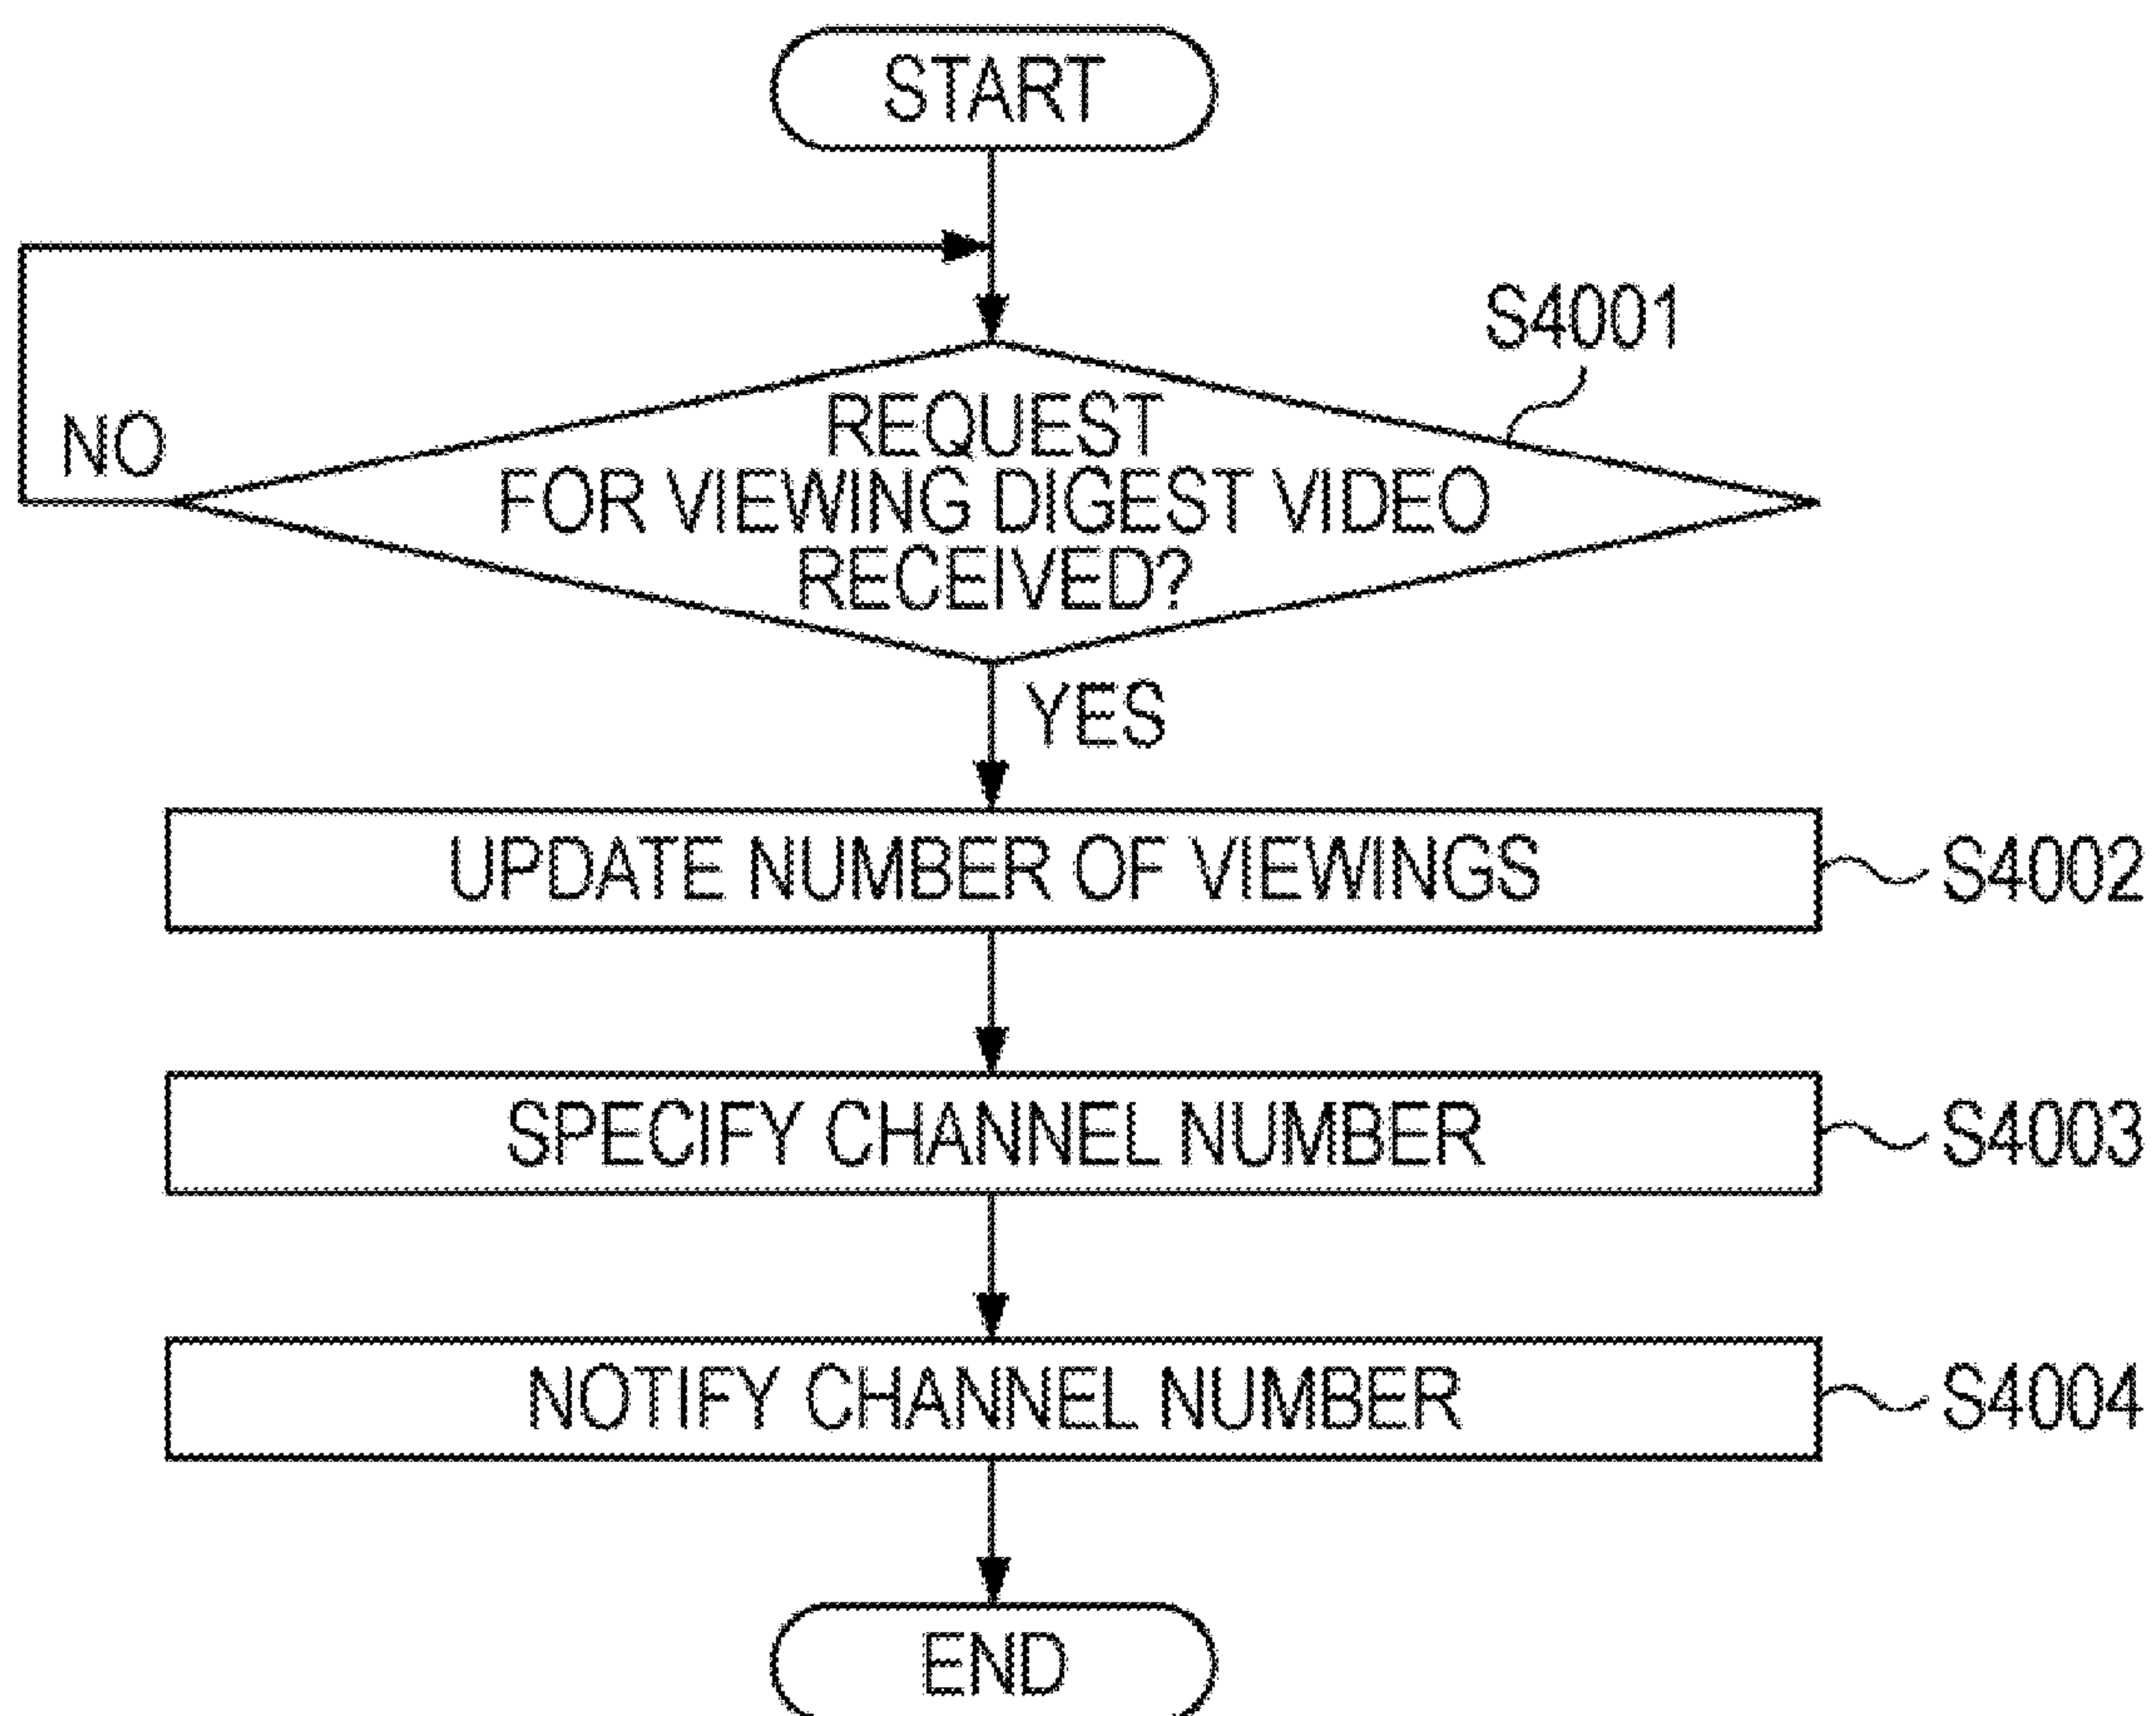 START
S4001
NO
REQUEST
FOR VIEWING DIGEST VIDEO
RECEIVED?
YES
UPDATE NUMBER OF VIEWINGS
S4002
SPECIFY CHANNEL NUMBER
S4003
NOTIFY CHANNEL NUMBER
S4004
END